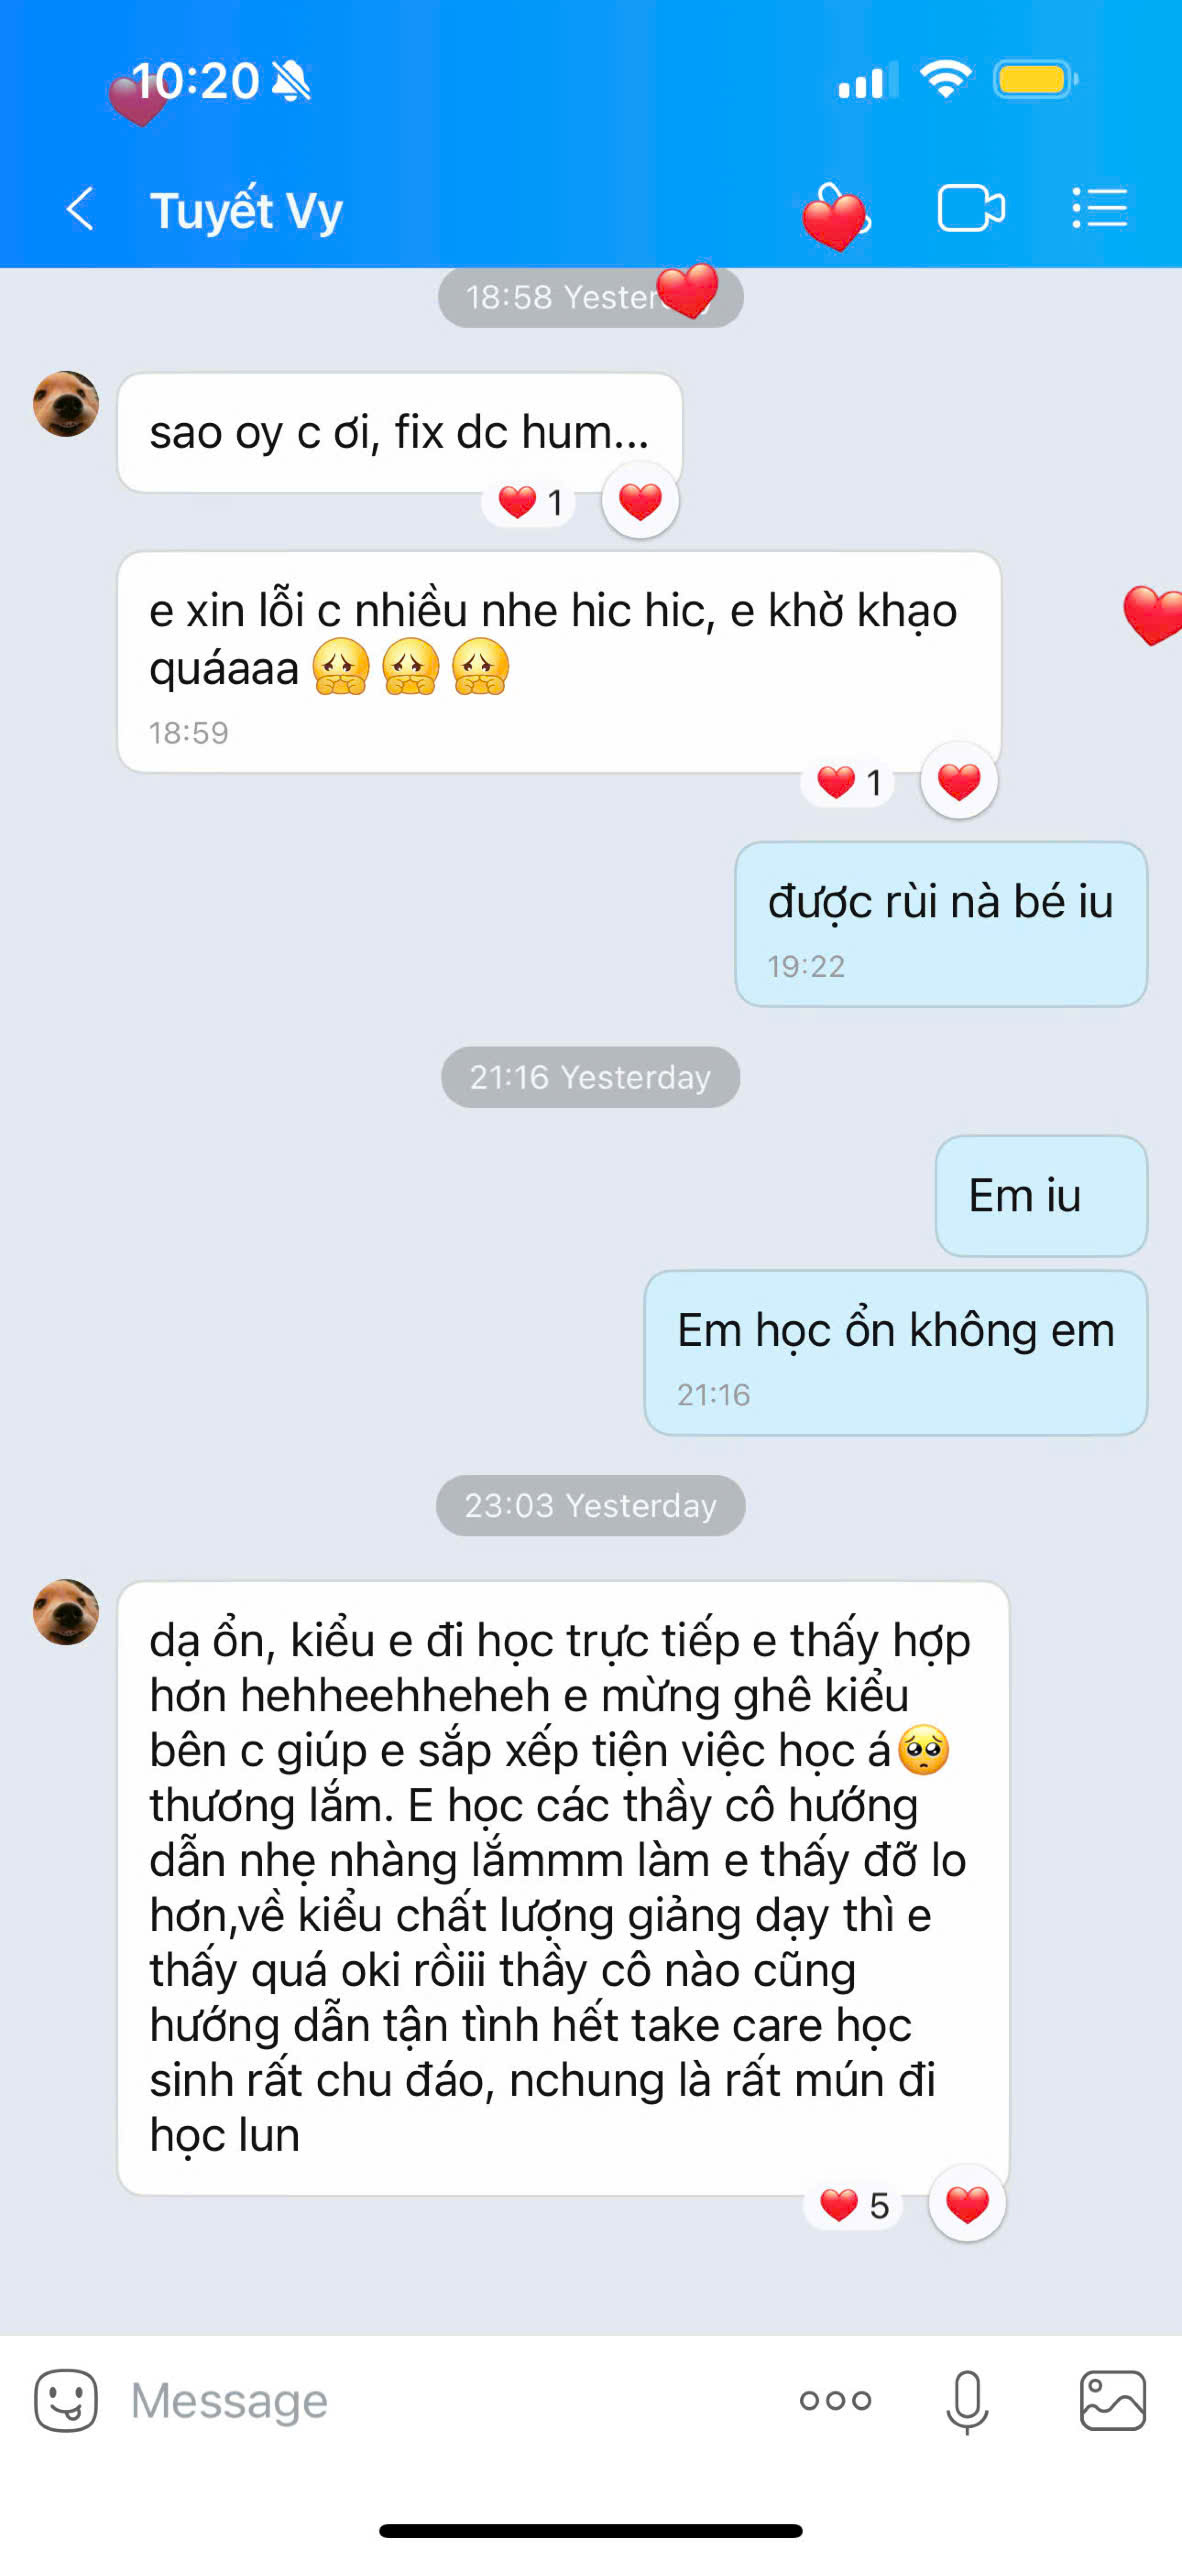 10:20
Tuyết Vy
18:58
sao oy c ơi, fix dc hum...
1
e xin lỗi c nhiều nhe hic hic, e khờ khạo
quáaaa
18:59
1
được rùi nà bé iu
19:22
21:16 Yesterday
Em iu
Em học ổn không em
21:16
23:03 Yesterday
dạ ổn, kiểu e đi học trực tiếp e thấy hợp
hơn hehheehheheh e mừng ghê kiểu
bên c giúp e sắp xếp tiện việc học á
thương lắm. E học các thầy cô hướng
dẫn nhẹ nhàng lắmmm làm e thấy đỡ lo
hơn,về kiểu chất lượng giảng dạy thì e
thấy quá oki rồiii thầy cô nào cũng
hướng dẫn tận tình hết take care học
sinh rất chu đáo, nchung là rất mún đi
học lun
5
Message